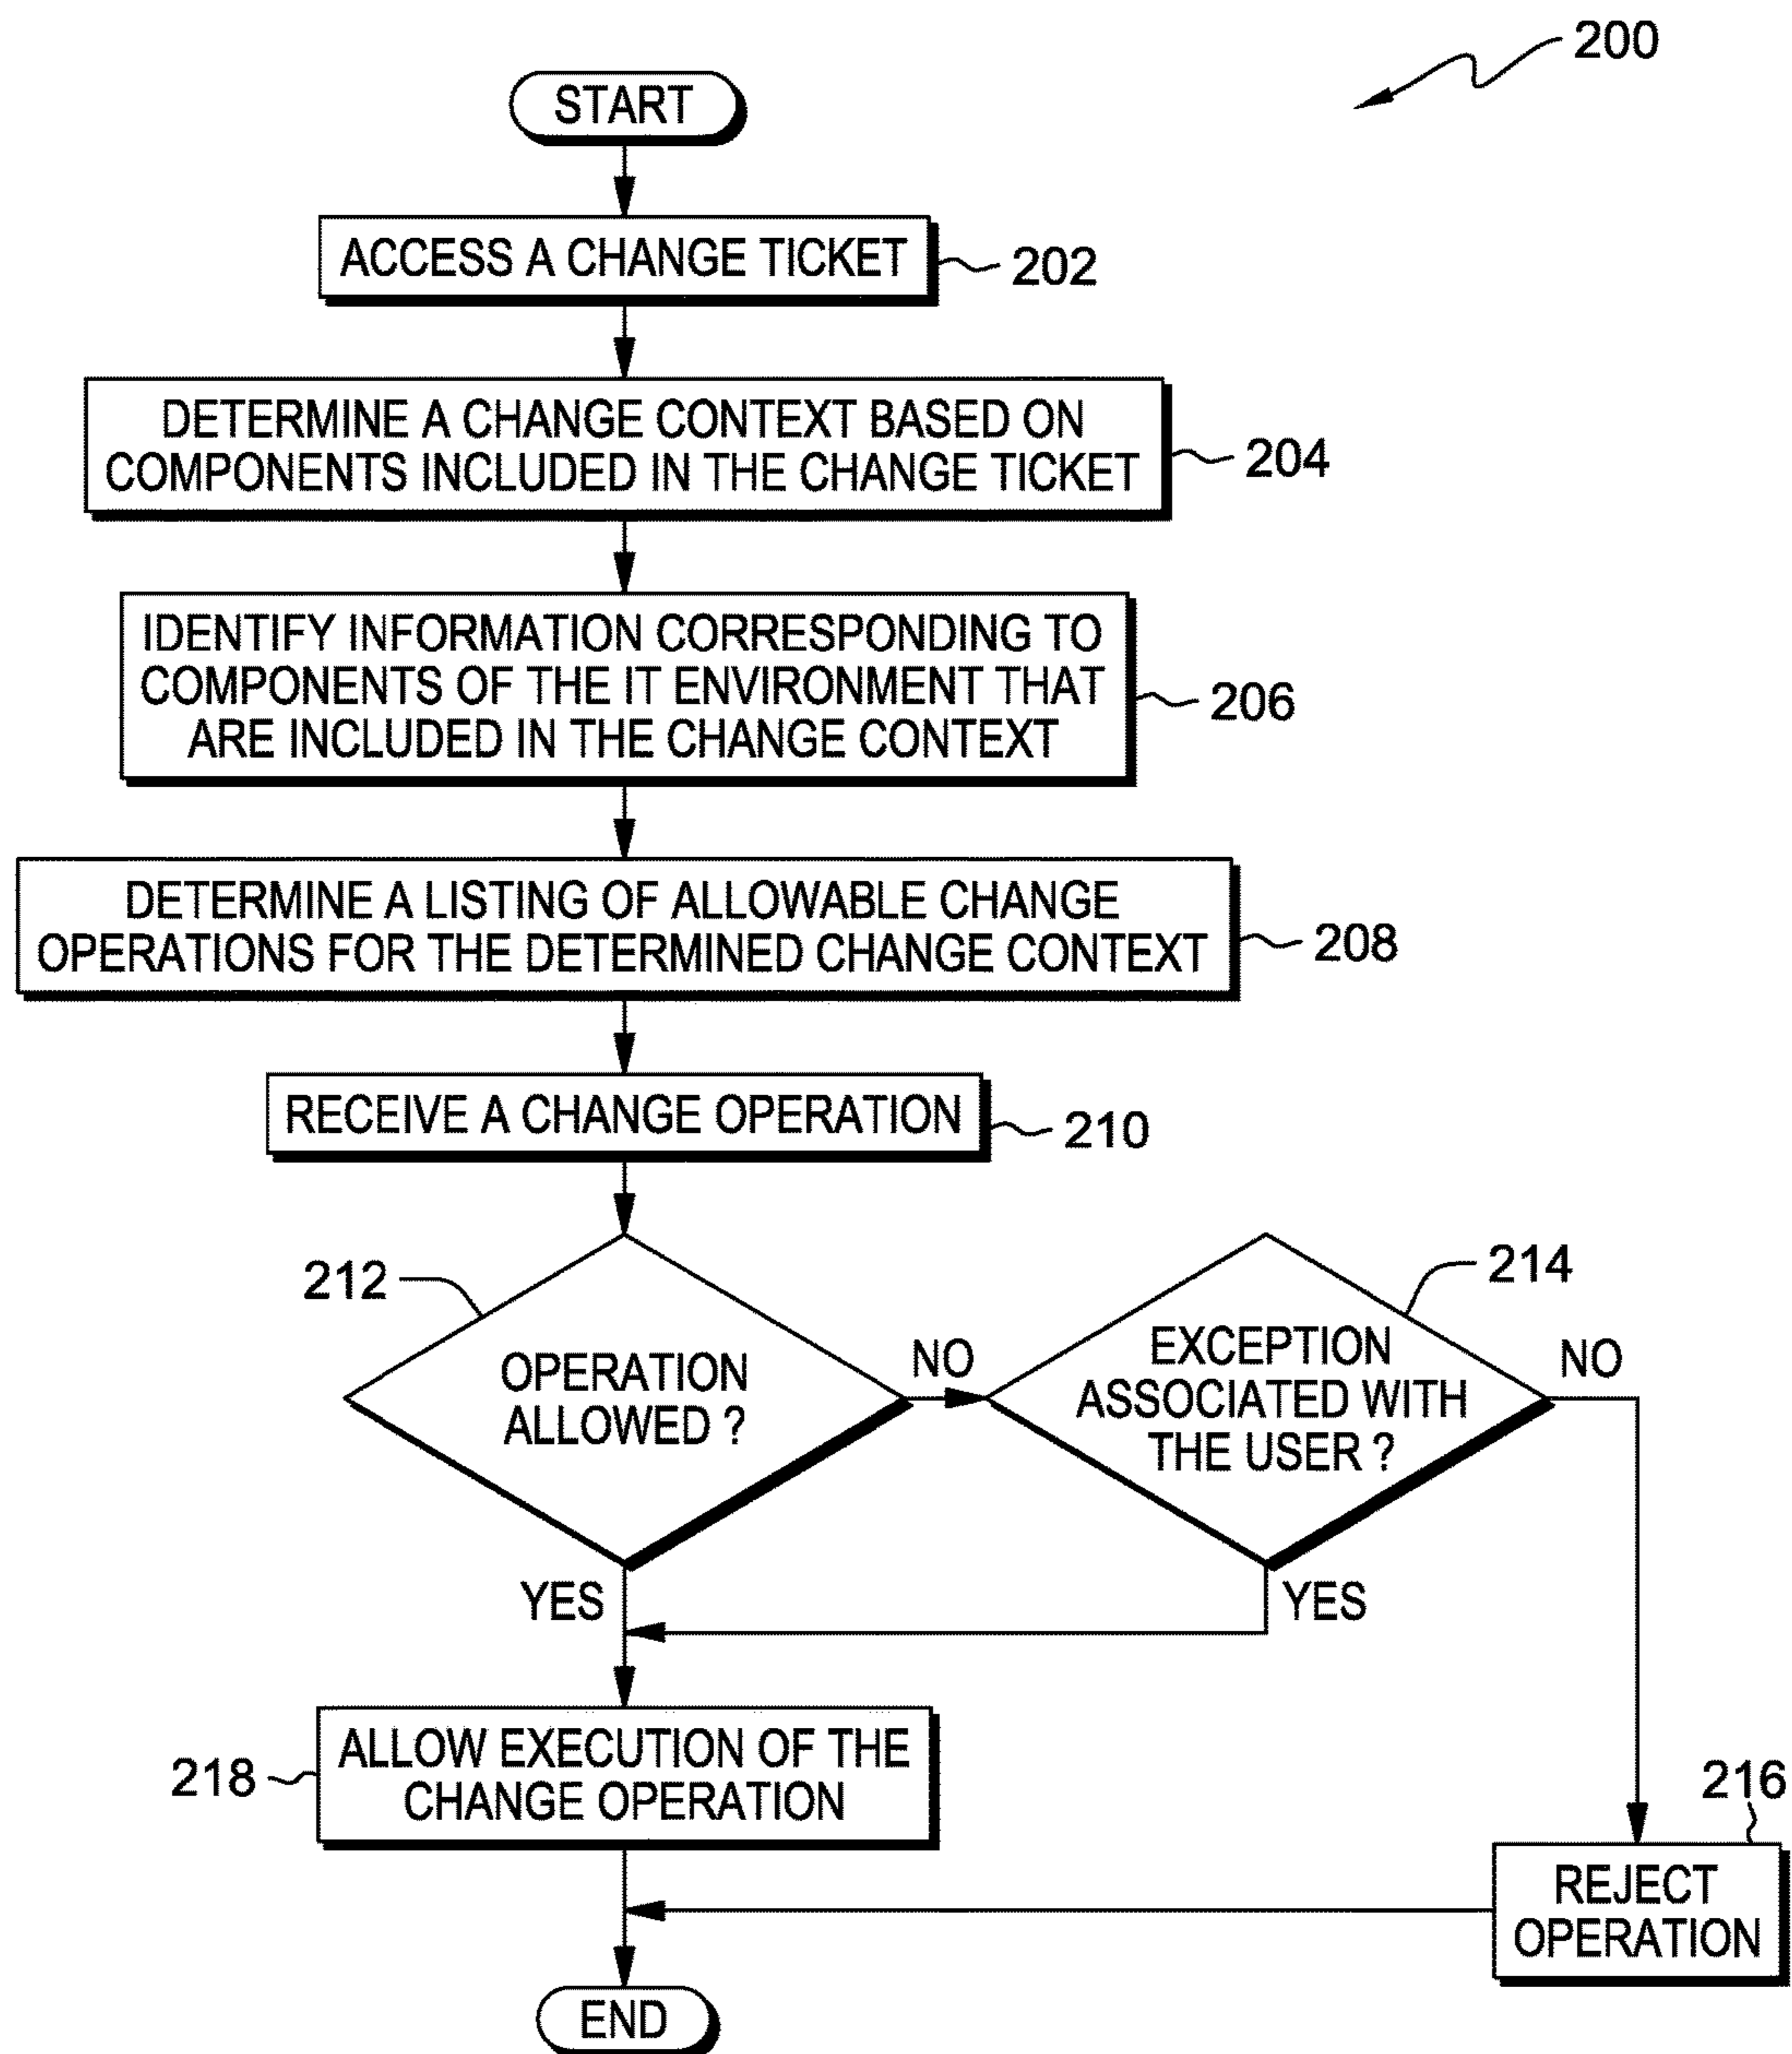 200
START
ACCESS A CHANGE TICKET
202
DETERMINE A CHANGE CONTEXT BASED ON
COMPONENTS INCLUDED IN THE CHANGE TICKET
204
IDENTIFY INFORMATION CORRESPONDING TO
COMPONENTS OF THE IT ENVIRONMENT THAT
ARE INCLUDED IN THE CHANGE CONTEXT
206
DETERMINE A LISTING OF ALLOWABLE CHANGE
OPERATIONS FOR THE DETERMINED CHANGE CONTEXT
208
RECEIVE A CHANGE OPERATION
210
212
OPERATION
ALLOWED ?
NO
214
EXCEPTION
ASSOCIATED WITH
THE USER ?
NO
YES
YES
218
ALLOW EXECUTION OF THE
CHANGE OPERATION
216
REJECT
OPERATION
END